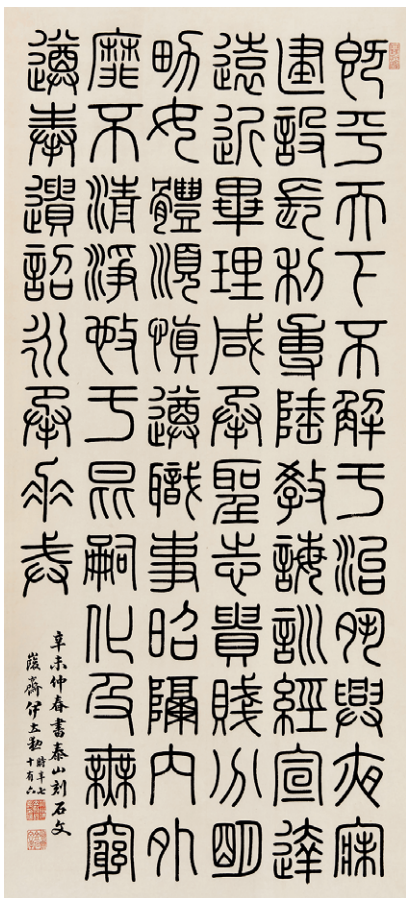 既平天下不解于治夙興夜寐
建設長利專隆教誨訓經宣達
遠近畢理咸承聖志貴賤分明
男女體順慎遵職事昭隔內外
靡不清淨施于昆嗣化及無窮
遵奉遺詔永承重戒
辛未仲春書泰山刻石文
峻齋伊立勳時年七十有六